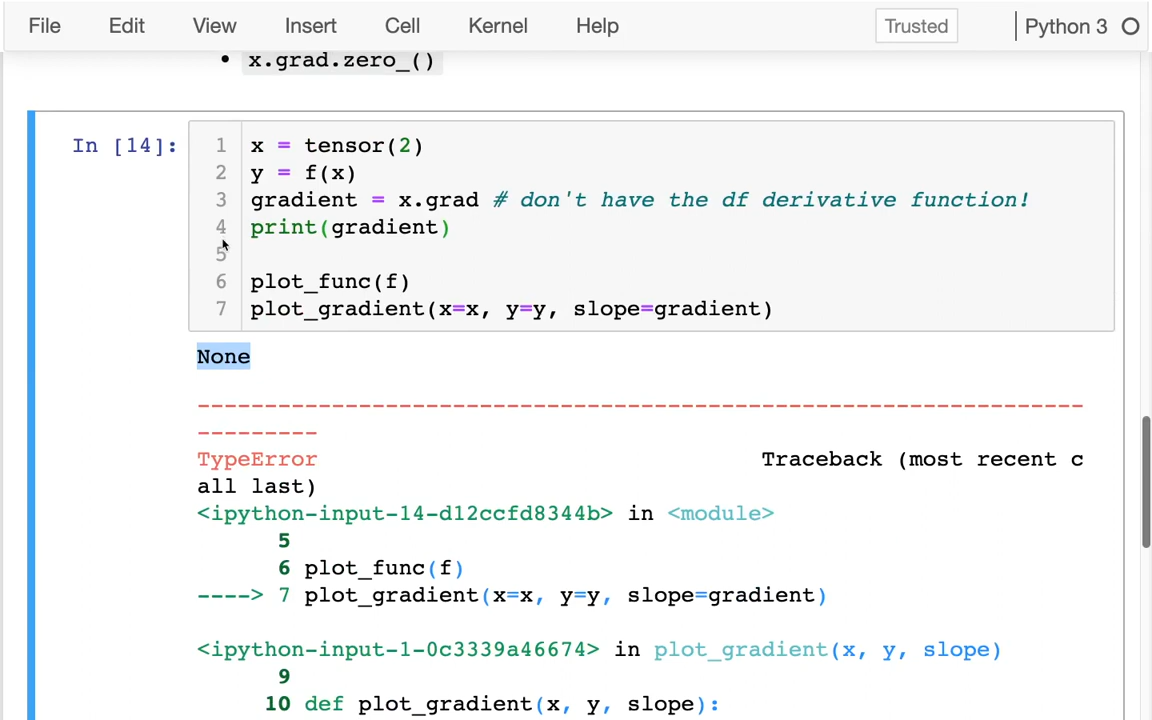 File Edit View Insert Cell Kernel Help Trusted Python 3
• x.grad.zero_()
In [14]:
1 x = tensor(2)
2 y = f(x)
3 gradient = x.grad # don't have the df derivative function!
4 print(gradient)
5
6 plot_func(f)
7 plot_gradient(x=x, y=y, slope=gradient)
None
---------------------------------------------------------------------------
TypeError Traceback (most recent c
all last)
<ipython-input-14-d12ccfd8344b> in <module>
5
6 plot_func(f)
----> 7 plot_gradient(x=x, y=y, slope=gradient)
<ipython-input-1-0c3339a46674> in plot_gradient(x, y, slope)
9
10 def plot_gradient(x, y, slope):